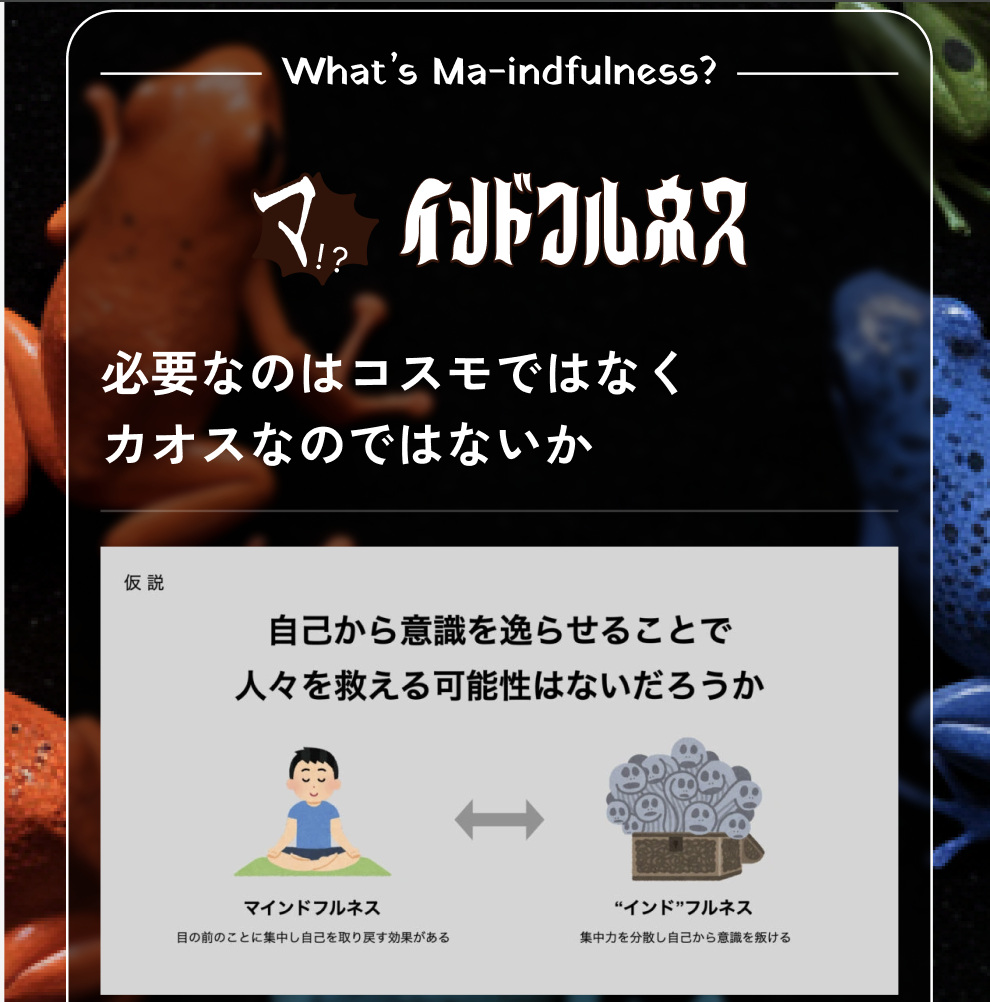 What's Ma-indfulness?
マ!? インドフルネス
必要なのはコスモではなく
カオスなのではないか
仮説
自己から意識を逸らせることで
人々を救える可能性はないだろうか
マインドフルネス
目の前のことに集中し自己を取り戻す効果がある
“インド”フルネス
集中力を分散し自己から意識を叛ける